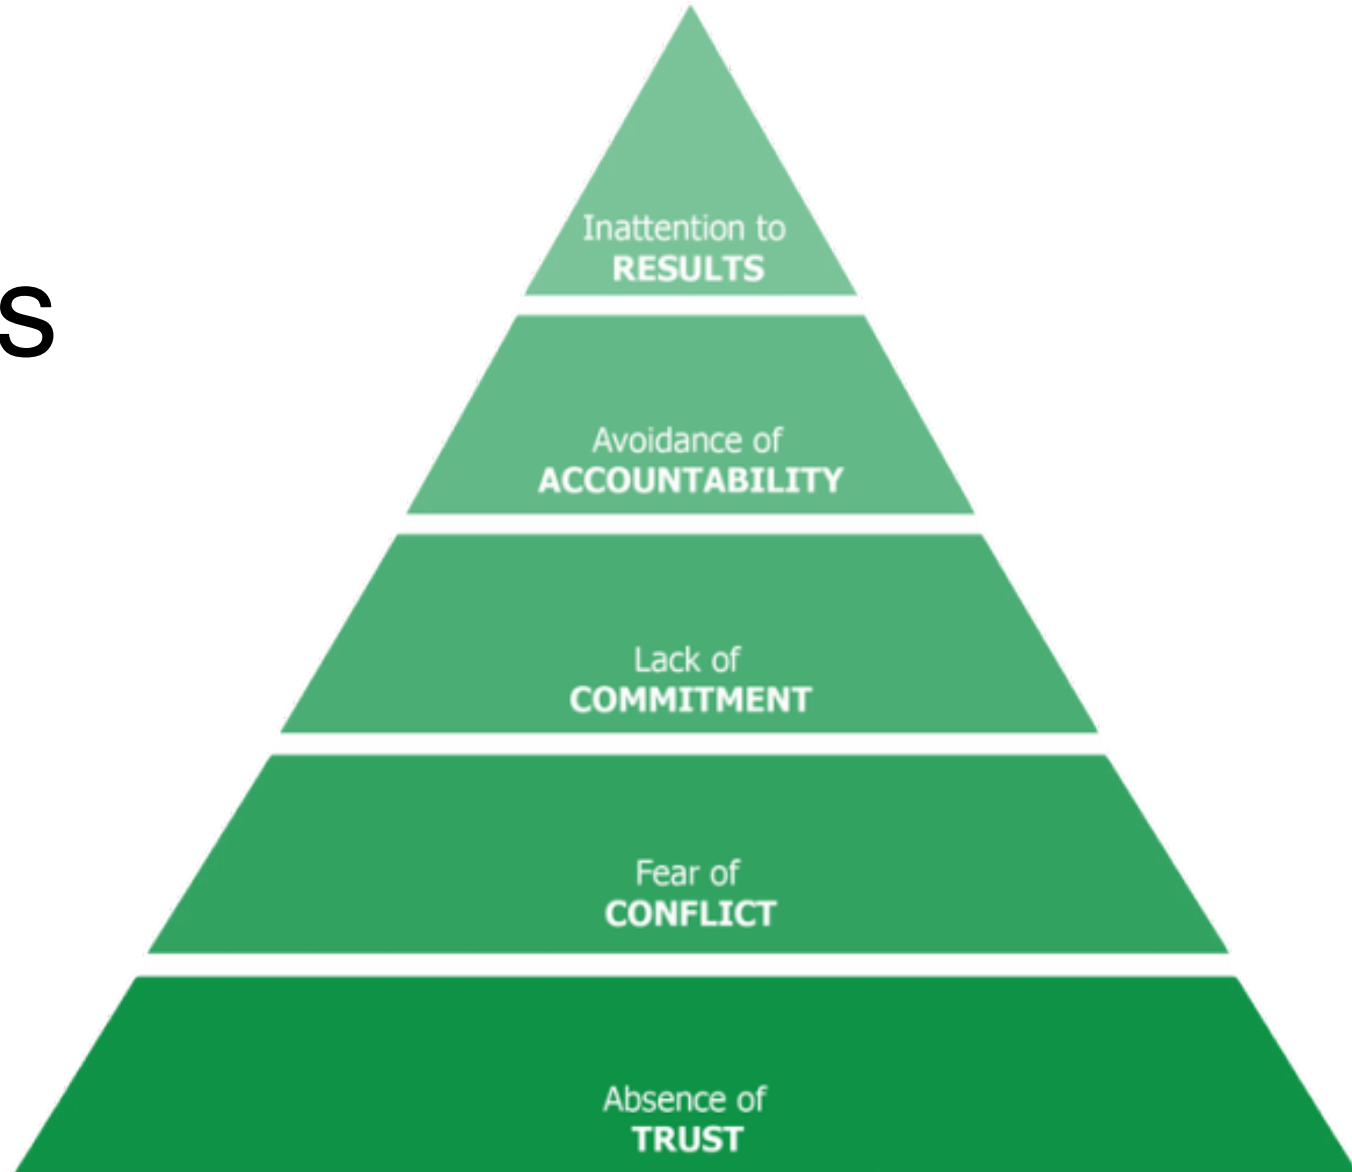 s
Inattention to
RESULTS
Avoidance of
ACCOUNTABILITY
Lack of
COMMITMENT
Fear of
CONFLICT
Absence of
TRUST